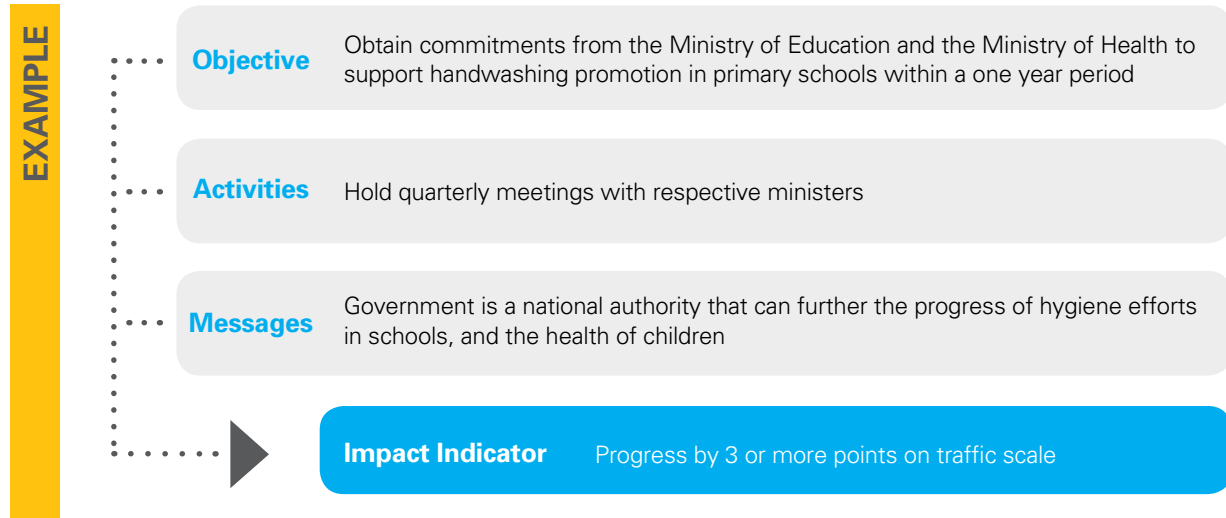 EXAMPLE
Objective
Obtain commitments from the Ministry of Education and the Ministry of Health to
support handwashing promotion in primary schools within a one year period
Activities
Hold quarterly meetings with respective ministers
Messages
Government is a national authority that can further the progress of hygiene efforts
in schools, and the health of children
Impact Indicator Progress by 3 or more points on traffic scale